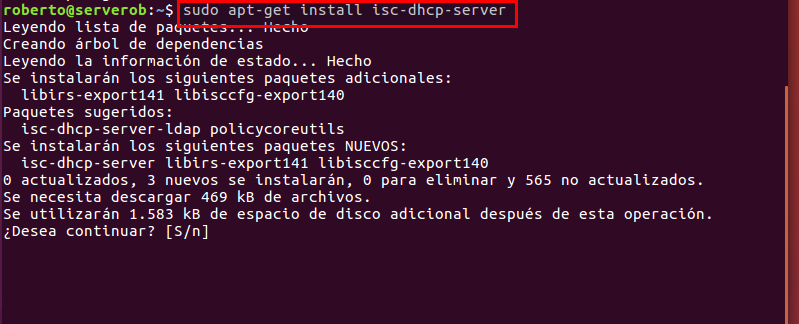 roberto@serverob:~$ sudo apt-get install isc-dhcp-server
Leyendo lista de paquetes... Hecho
Creando árbol de dependencias
Leyendo la información de estado... Hecho
Se instalarán los siguientes paquetes adicionales:
  libirs-export141 libisccfg-export140
Paquetes sugeridos:
  isc-dhcp-server-ldap policycoreutils
Se instalarán los siguientes paquetes NUEVOS:
  isc-dhcp-server libirs-export141 libisccfg-export140
0 actualizados, 3 nuevos se instalarán, 0 para eliminar y 565 no actualizados.
Se necesita descargar 469 kB de archivos.
Se utilizarán 1.583 kB de espacio de disco adicional después de esta operación.
¿Desea continuar? [S/n]